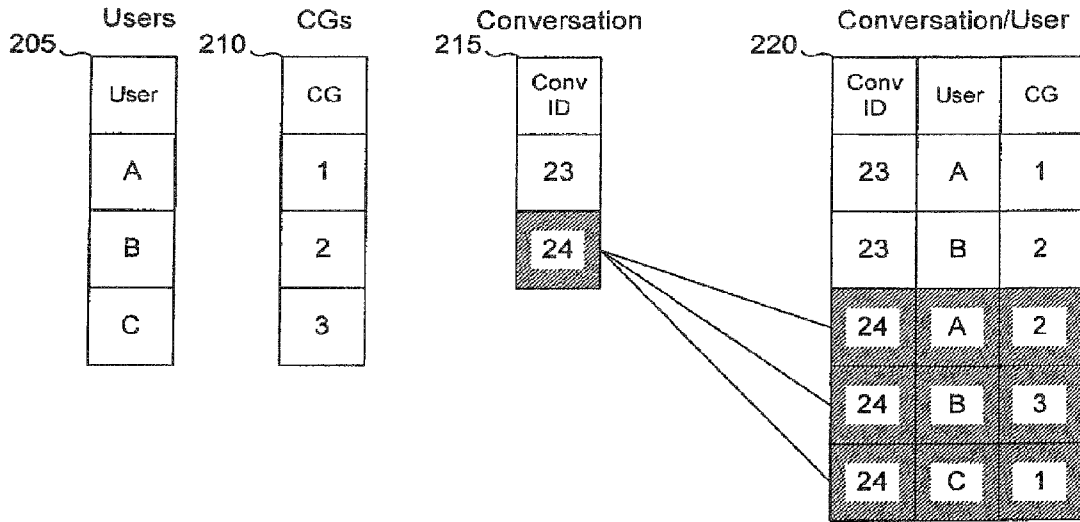 Users CGs Conversation Conversation/User
205 210 215 220
User CG Conv ID Conv ID User CG
A 1 23 23 A 1
B 2 24 23 B 2
C 3 24 A 2
24 B 3
24 C 1